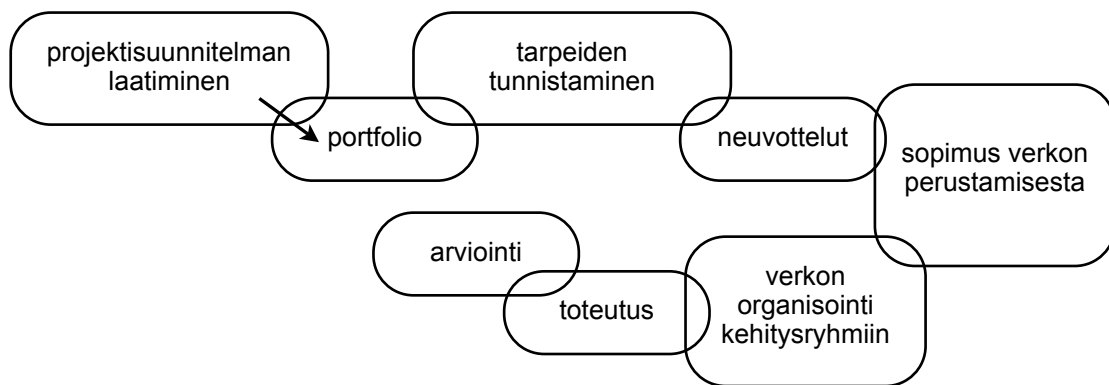 projektisuunnitelman
laatiminen
portfolio
tarpeiden
tunnistaminen
neuvottelut
sopimus verkon
perustamisesta
verkon
organisointi
kehitysryhmiin
toteutus
arviointi